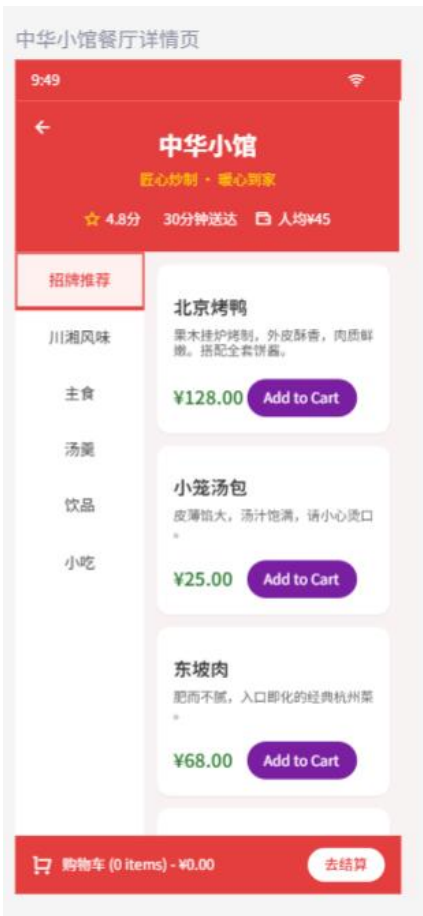 中华小馆餐厅详情页
9:49
中华小馆
匠心炒制 · 暖心到家
4.8分 30分钟送达 人均¥45
招牌推荐
川湘风味
主食
汤羹
饮品
小吃
北京烤鸭
果木挂炉烤制，外皮酥香，肉质鲜
嫩。搭配全套饼酱。
¥128.00 Add to Cart
小笼汤包
皮薄馅大，汤汁饱满，请小心烫口
。
¥25.00 Add to Cart
东坡肉
肥而不腻，入口即化的经典杭州菜
。
¥68.00 Add to Cart
购物车 (0 items) - ¥0.00 去结算